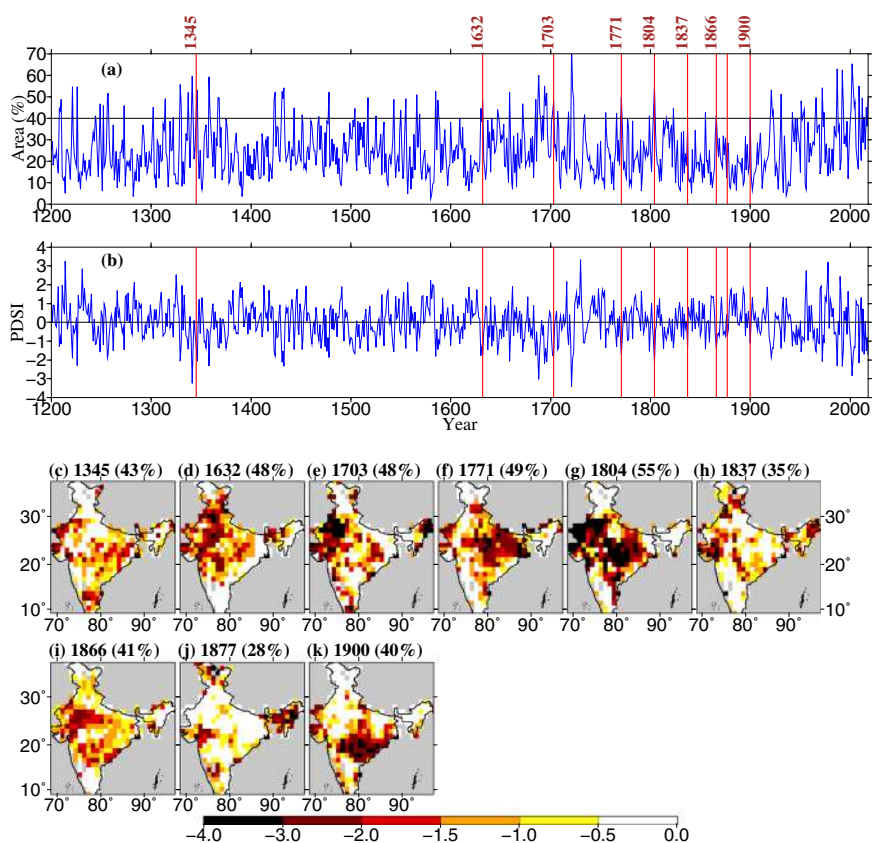 1345 1632 1703 1771 1804 1837 1866 1900
70
60
50
40
30
20
10
0
Area (%)
(a)
1200 1300 1400 1500 1600 1700 1800 1900 2000
4
3
2
1
0
−1
−2
−3
−4
PDSI
(b)
1200 1300 1400 1500 1600 1700 1800 1900 2000
Year
(c) 1345 (43%) (d) 1632 (48%) (e) 1703 (48%) (f) 1771 (49%) (g) 1804 (55%) (h) 1837 (35%)
30˚ 30˚
20˚ 20˚
10˚ 10˚
70 80 90 70 80 90 70 80 90 70 80 90 70 80 90 70 80 90
(i) 1866 (41%) (j) 1877 (28%) (k) 1900 (40%)
30˚
20˚
10˚
70 80 90 70 80 90 70 80 90
−4.0 −3.0 −2.0 −1.5 −1.0 −0.5 0.0